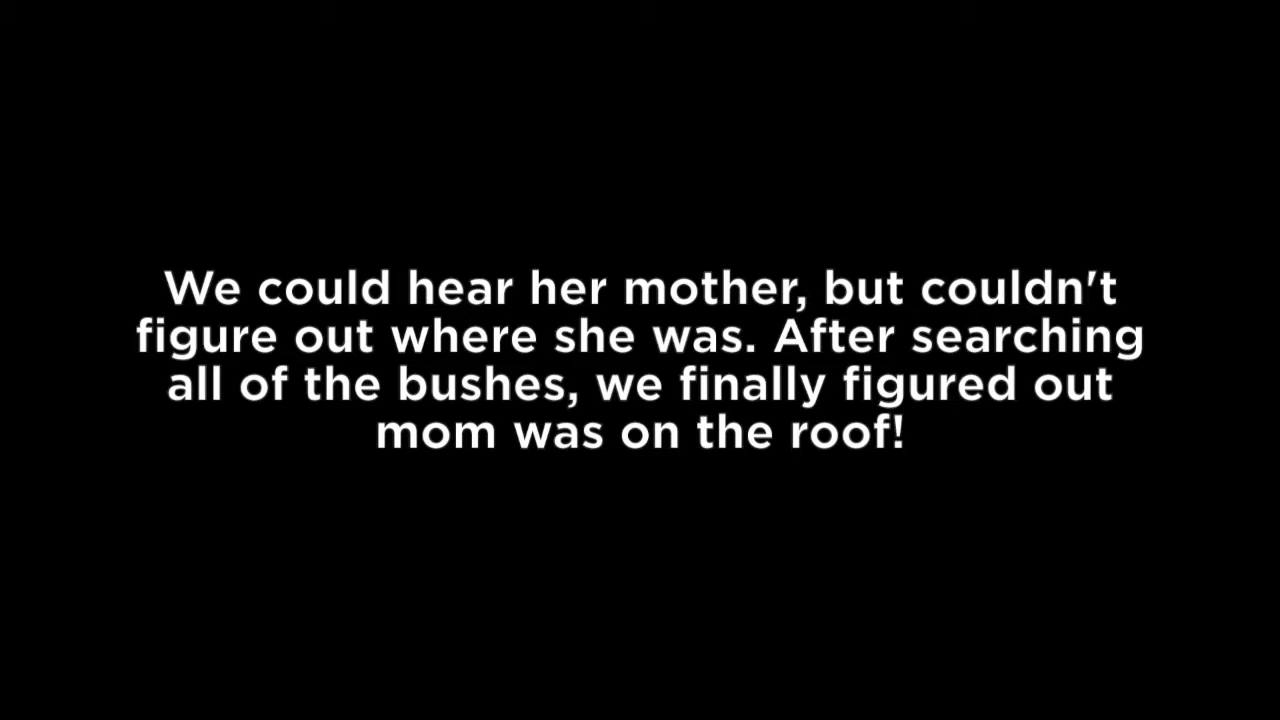 We could hear her mother, but couldn't
figure out where she was. After searching
all of the bushes, we finally figured out
mom was on the roof!